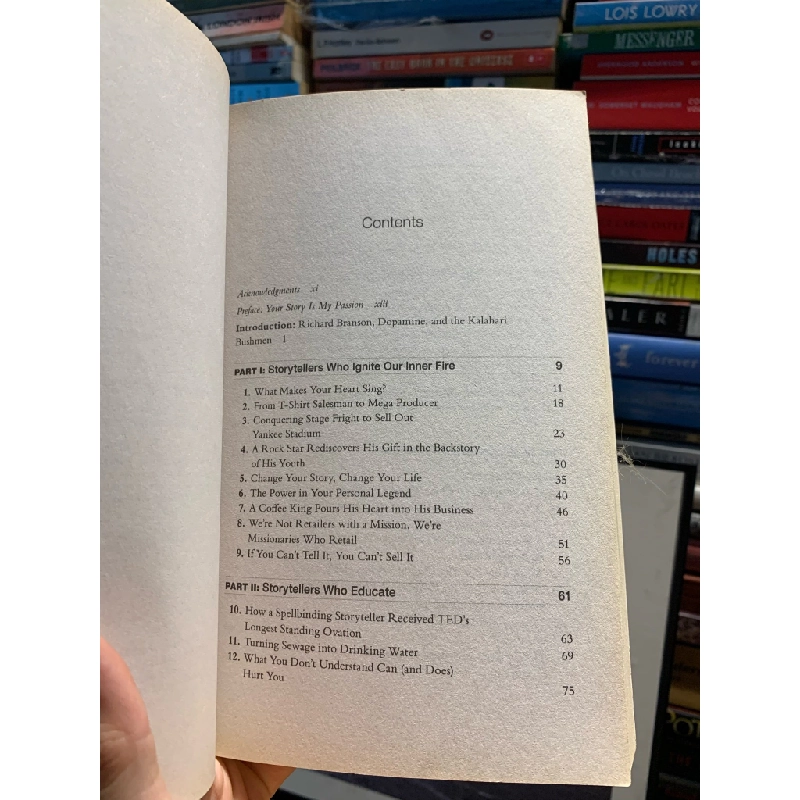 LONDON
LOIS LOWRY
MESSENGER
HOLES
forever
Contents
Acknowledgments xi
Preface: Your Story Is My Passion xiii
Introduction: Richard Branson, Dopamine, and the Kalahari
Bushmen 1
PART I: Storytellers Who Ignite Our Inner Fire 9
1. What Makes Your Heart Sing? 11
2. From T-Shirt Salesman to Mega Producer 18
3. Conquering Stage Fright to Sell Out
Yankee Stadium 23
4. A Rock Star Rediscovers His Gift in the Backstory
of His Youth 30
5. Change Your Story, Change Your Life 35
6. The Power in Your Personal Legend 40
7. A Coffee King Pours His Heart into His Business 46
8. We're Not Retailers with a Mission, We're
Missionaries Who Retail 51
9. If You Can't Tell It, You Can't Sell It 56
PART II: Storytellers Who Educate 61
10. How a Spellbinding Storyteller Received TED's
Longest Standing Ovation 63
11. Turning Sewage into Drinking Water 69
12. What You Don't Understand Can (and Does)
Hurt You 75